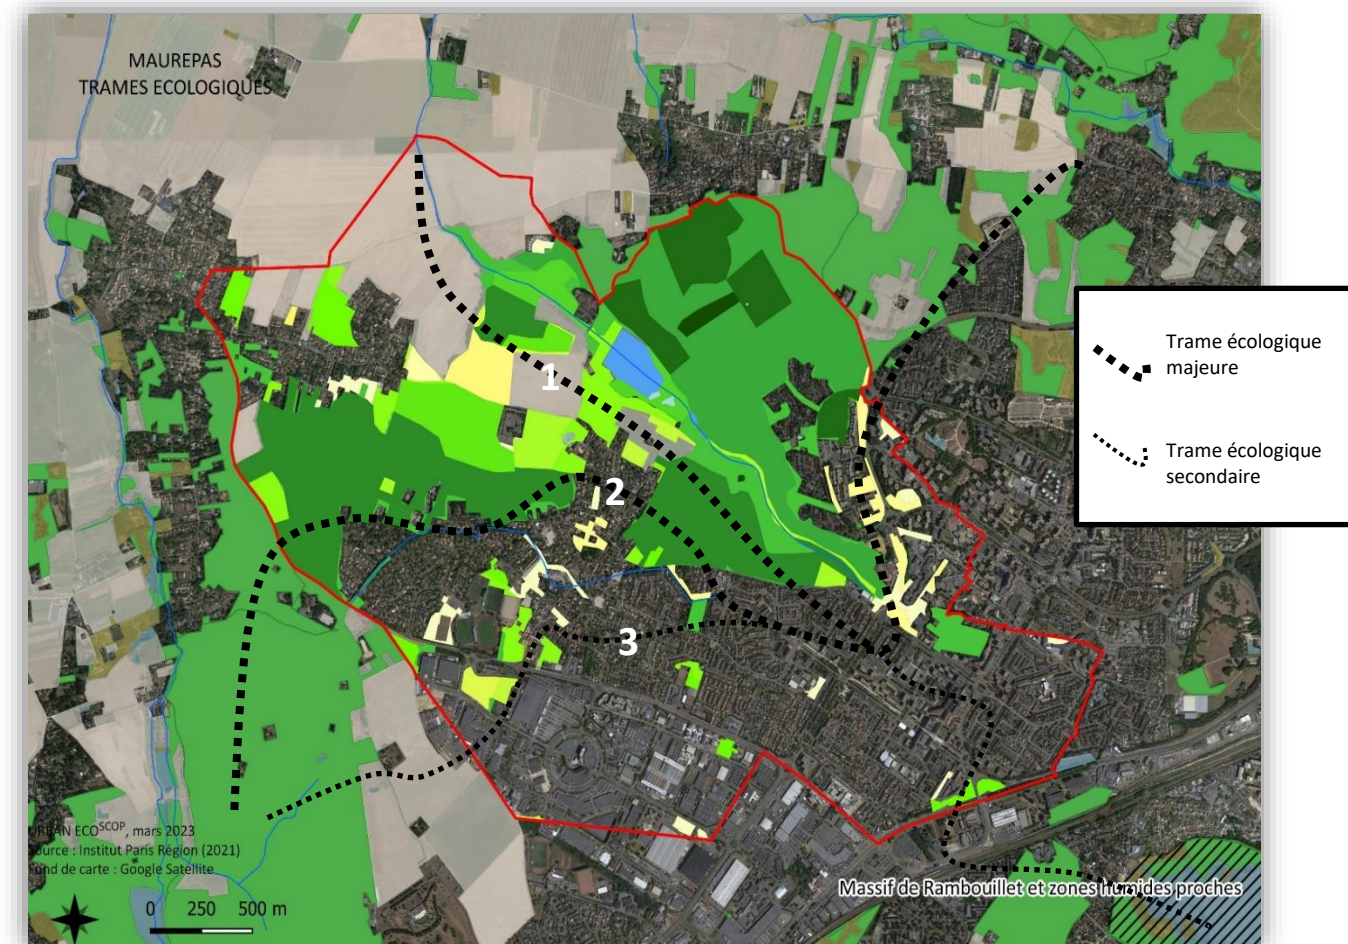 MAUREPAS
TRAMES ECOLOGIQUES
1
2
3
Trame écologique
majeure
Trame écologique
secondaire
URBAN ECOSCOP, mars 2023
Source : Institut Paris Région (2021)
Fond de carte : Google Satellite
0 250 500 m
Massif de Rambouillet et zones humides proches